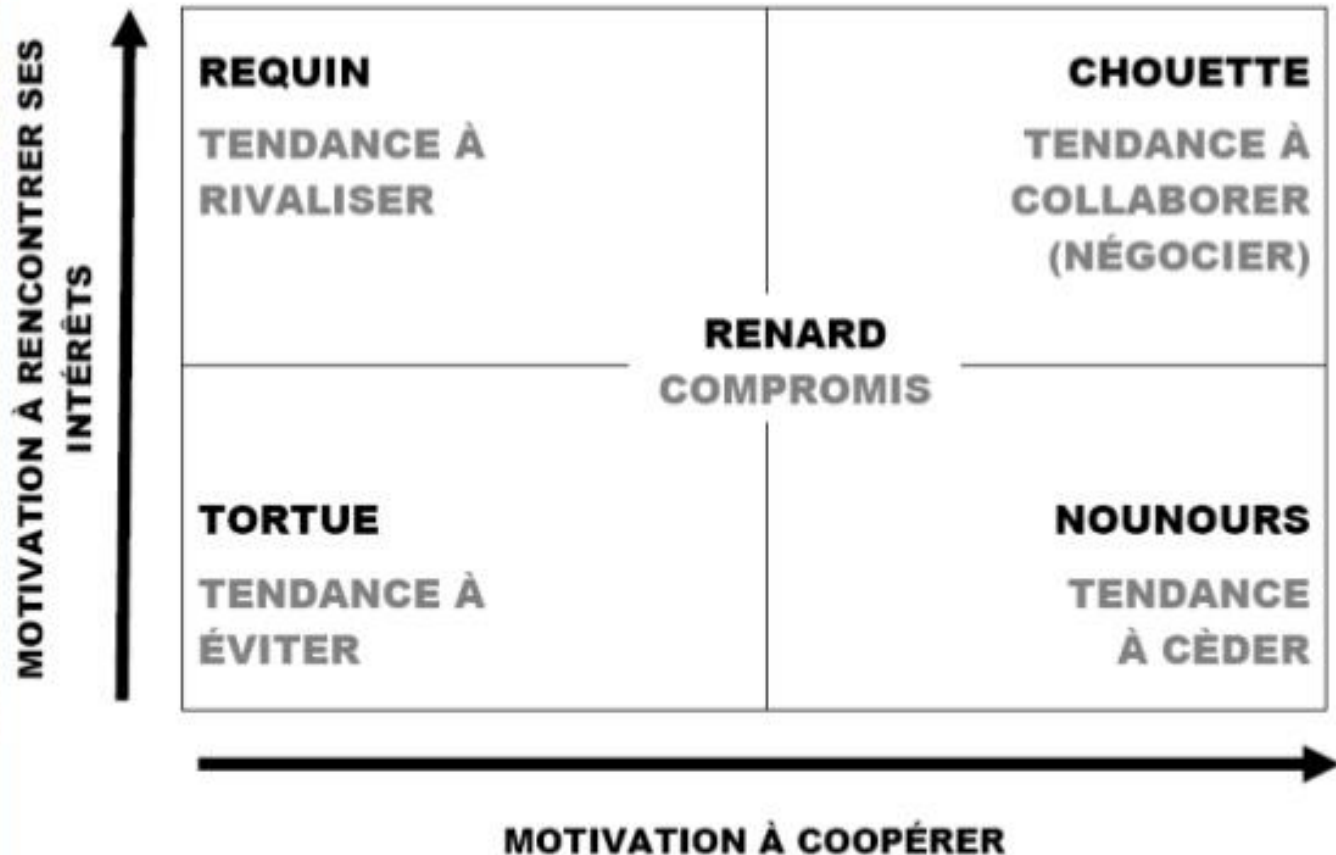 MOTIVATION À RENCONTRER SES
INTÉRÊTS
REQUIN
TENDANCE À
RIVALISER
CHOUETTE
TENDANCE À
COLLABORER
(NÉGOCIER)
RENARD
COMPROMIS
TORTUE
TENDANCE À
ÉVITER
NOUNOURS
TENDANCE
À CÈDER
MOTIVATION À COOPÉRER